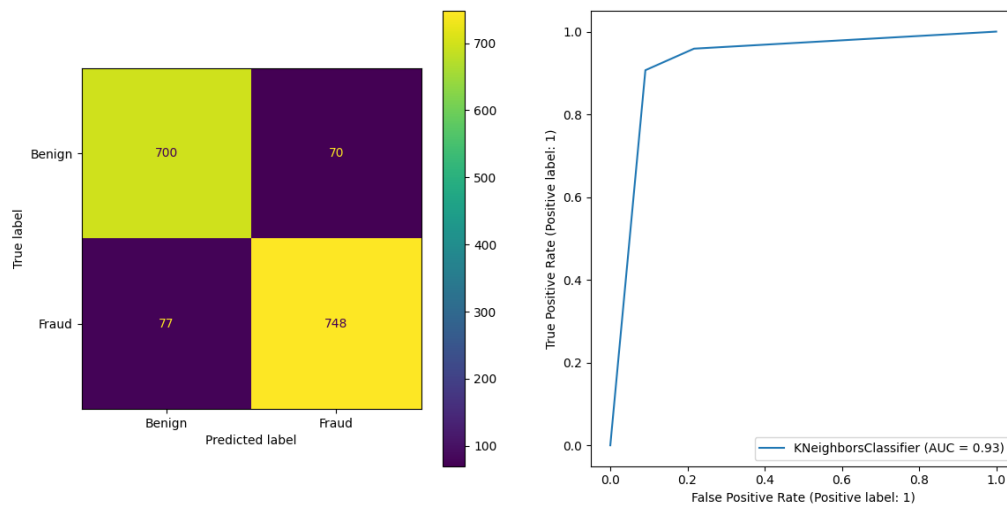 Benign
Fraud
True label
700
70
77
748
Benign
Fraud
Predicted label
700
600
500
400
300
200
100
True Positive Rate (Positive label: 1)
1.0
0.8
0.6
0.4
0.2
0.0
KNeighborsClassifier (AUC = 0.93)
0.0
0.2
0.4
0.6
0.8
1.0
False Positive Rate (Positive label: 1)